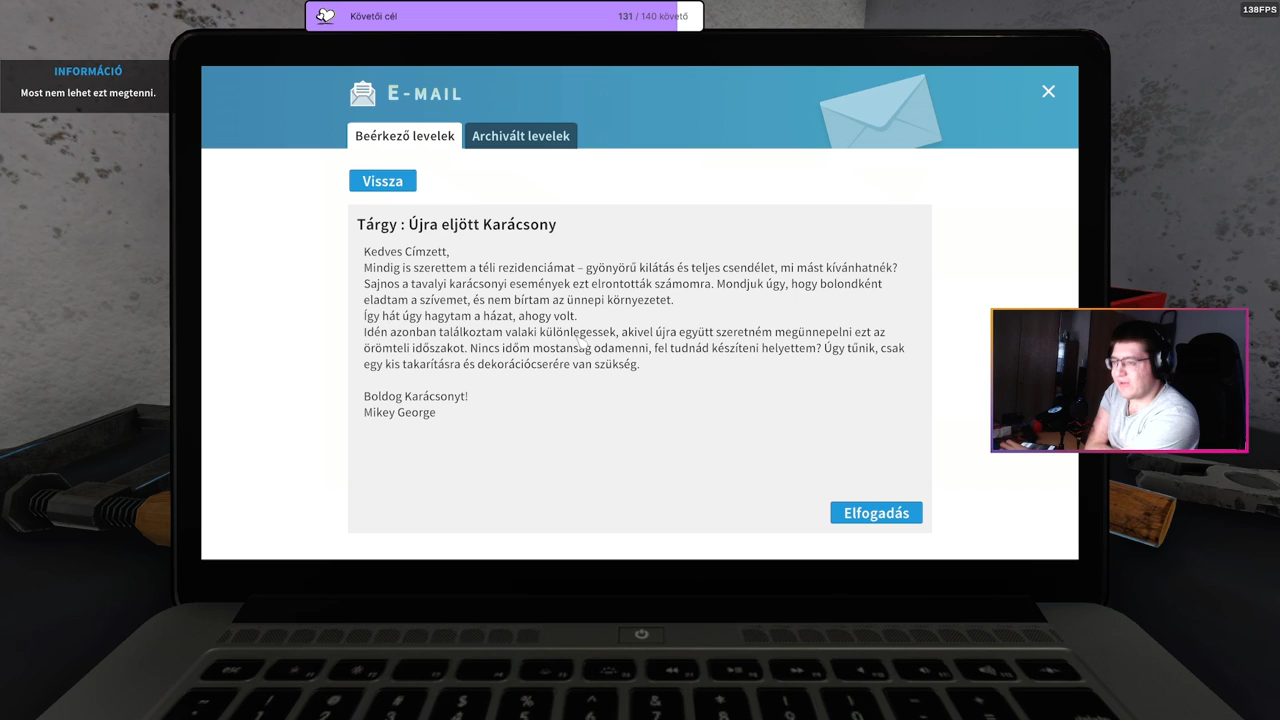 Követői cél
131 / 140 követő
138FPS
INFORMÁCIÓ
Most nem lehet ezt megtenni.
E-MAIL
Beérkező levelek
Archivált levelek
Vissza
Tárgy : Újra eljött Karácsony
Kedves Címzett,
Mindig is szerettem a téli rezidenciámat – gyönyörű kilátás és teljes csendélet, mi mást kívánhatnék?
Sajnos a tavalyi karácsonyi események ezt elrontották számomra. Mondjuk úgy, hogy bolondként
eladtam a szívemet, és nem bírtam az ünnepi környezetet.
Így hát úgy hagytam a házat, ahogy volt.
Idén azonban találkoztam valaki különlegessek, akivel újra együtt szeretném megünnepelni ezt az
örömteli időszakot. Nincs időm mostanság odamenni, fel tudnád készíteni helyettem? Úgy tűnik, csak
egy kis takarításra és dekorációcserére van szükség.
Boldog Karácsonyt!
Mikey George
Elfogadás
esc